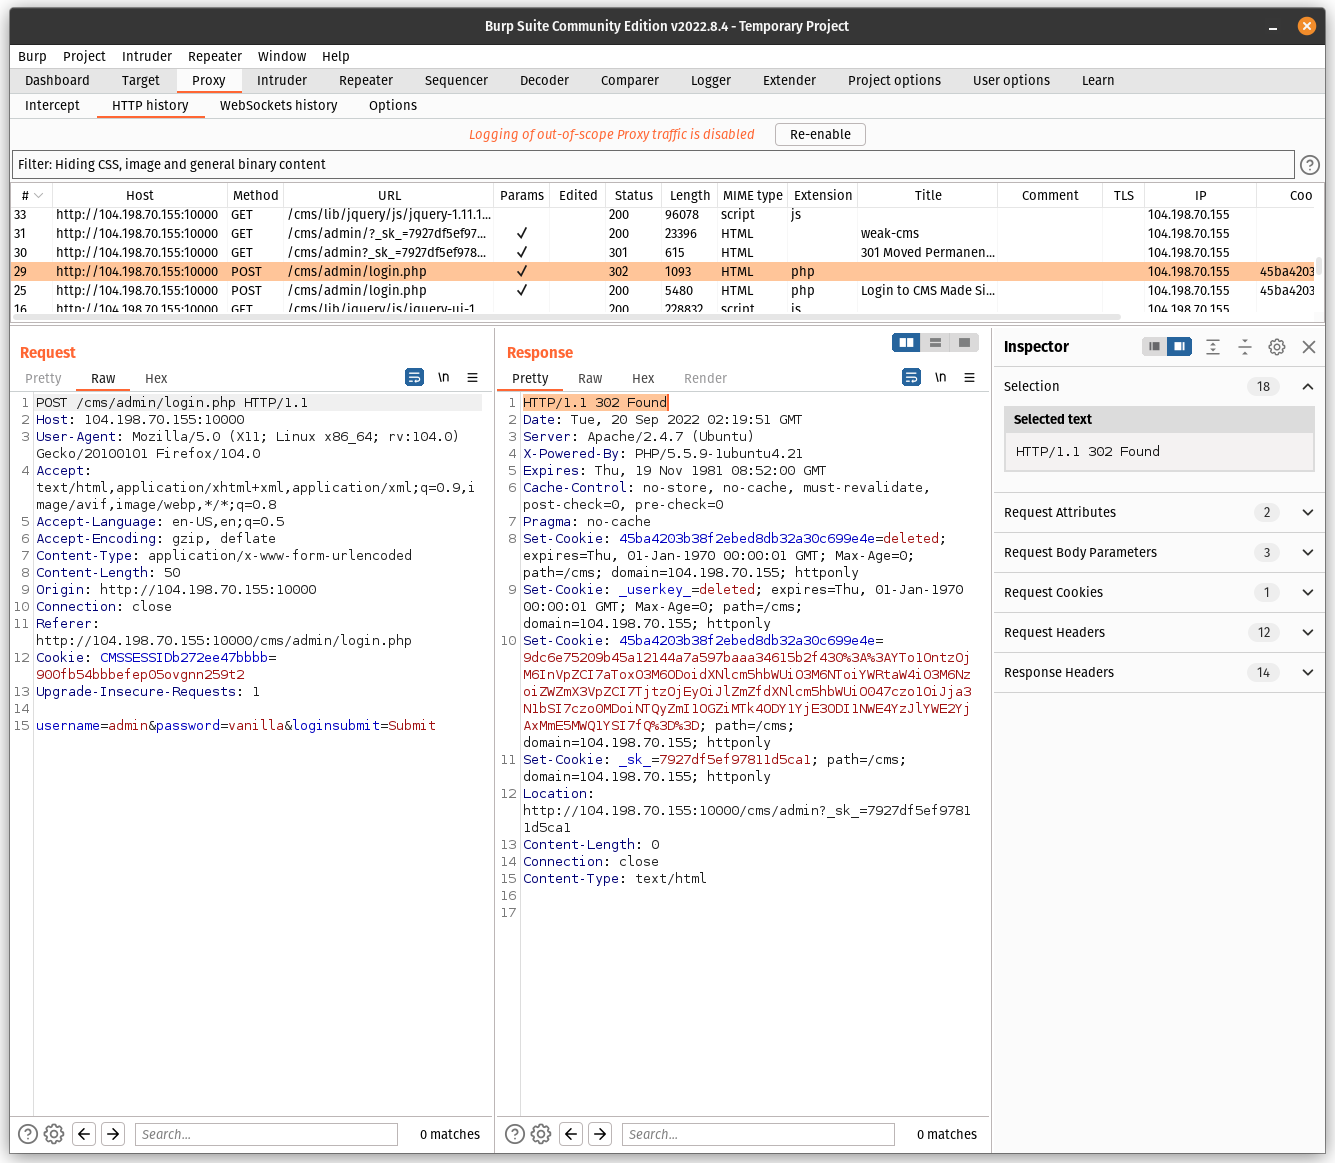 Burp Suite Community Edition v2022.8.4 - Temporary Project
Burp Project Intruder Repeater Window Help
Dashboard Target Proxy Intruder Repeater Sequencer Decoder Comparer Logger Extender Project options User options Learn
Intercept HTTP history WebSockets history Options
Logging of out-of-scope Proxy traffic is disabled Re-enable
Filter: Hiding CSS, image and general binary content
# Host Method URL Params Edited Status Length MIME type Extension Title Comment TLS IP Coo
33 http://104.198.70.155:10000 GET /cms/lib/jquery/js/jquery-1.11.1... 200 96078 script js 104.198.70.155
31 http://104.198.70.155:10000 GET /cms/admin/?_sk_=7927df5ef97... ✓ 200 23396 HTML weak-cms 104.198.70.155
30 http://104.198.70.155:10000 GET /cms/admin?_sk_=7927df5ef978... ✓ 301 615 HTML 301 Moved Permanen... 104.198.70.155
29 http://104.198.70.155:10000 POST /cms/admin/login.php ✓ 302 1093 HTML php 104.198.70.155 45ba4203
25 http://104.198.70.155:10000 POST /cms/admin/login.php ✓ 200 5480 HTML php Login to CMS Made Si... 104.198.70.155 45ba4203
16 http://104.198.70.155:10000 GET /cms/lib/jquery/js/jquery-ui-1 200 228832 script js 104.198.70.155
Request
Pretty Raw Hex \n
1 POST /cms/admin/login.php HTTP/1.1
2 Host: 104.198.70.155:10000
3 User-Agent: Mozilla/5.0 (X11; Linux x86_64; rv:104.0)
Gecko/20100101 Firefox/104.0
4 Accept:
text/html,application/xhtml+xml,application/xml;q=0.9,i
mage/avif,image/webp,*/*;q=0.8
5 Accept-Language: en-US,en;q=0.5
6 Accept-Encoding: gzip, deflate
7 Content-Type: application/x-www-form-urlencoded
8 Content-Length: 50
9 Origin: http://104.198.70.155:10000
10 Connection: close
11 Referer:
http://104.198.70.155:10000/cms/admin/login.php
12 Cookie: CMSSESSIDb272ee47bbbb=
900fb54bbbefep05ovgnn259t2
13 Upgrade-Insecure-Requests: 1
14
15 username=admin&password=vanilla&loginsubmit=Submit
Search... 0 matches
Response
Pretty Raw Hex Render \n
1 HTTP/1.1 302 Found
2 Date: Tue, 20 Sep 2022 02:19:51 GMT
3 Server: Apache/2.4.7 (Ubuntu)
4 X-Powered-By: PHP/5.5.9-1ubuntu4.21
5 Expires: Thu, 19 Nov 1981 08:52:00 GMT
6 Cache-Control: no-store, no-cache, must-revalidate,
post-check=0, pre-check=0
7 Pragma: no-cache
8 Set-Cookie: 45ba4203b38f2ebed8db32a30c699e4e=deleted;
expires=Thu, 01-Jan-1970 00:00:01 GMT; Max-Age=0;
path=/cms; domain=104.198.70.155; httponly
9 Set-Cookie: _userkey_=deleted; expires=Thu, 01-Jan-1970
00:00:01 GMT; Max-Age=0; path=/cms;
domain=104.198.70.155; httponly
10 Set-Cookie: 45ba4203b38f2ebed8db32a30c699e4e=
9dc6e75209b45a12144a7a597baaa34615b2f430%3A%3AYTo1OntzOj
M6InVpZCI7aToxO3M6ODoidXNlcm5hbWUiO3M6NToiYWRtaW4iO3M6Nz
oiZWZmX3VpZCI7TjtzOjEyOiJlZmZfdXNlcm5hbWUiO047czo1OiJja3
N1bSI7czo0MDoiNTQyZmI1OGZiMTk4ODY1YjE3ODI1NWE4YzJlYWE2Yj
AxMmE5MWQ1YSI7fQ%3D%3D; path=/cms;
domain=104.198.70.155; httponly
11 Set-Cookie: _sk_=7927df5ef97811d5ca1; path=/cms;
domain=104.198.70.155; httponly
12 Location:
http://104.198.70.155:10000/cms/admin?_sk_=7927df5ef9781
1d5ca1
13 Content-Length: 0
14 Connection: close
15 Content-Type: text/html
16
17
Search... 0 matches
Inspector
Selection 18
Selected text
HTTP/1.1 302 Found
Request Attributes 2
Request Body Parameters 3
Request Cookies 1
Request Headers 12
Response Headers 14